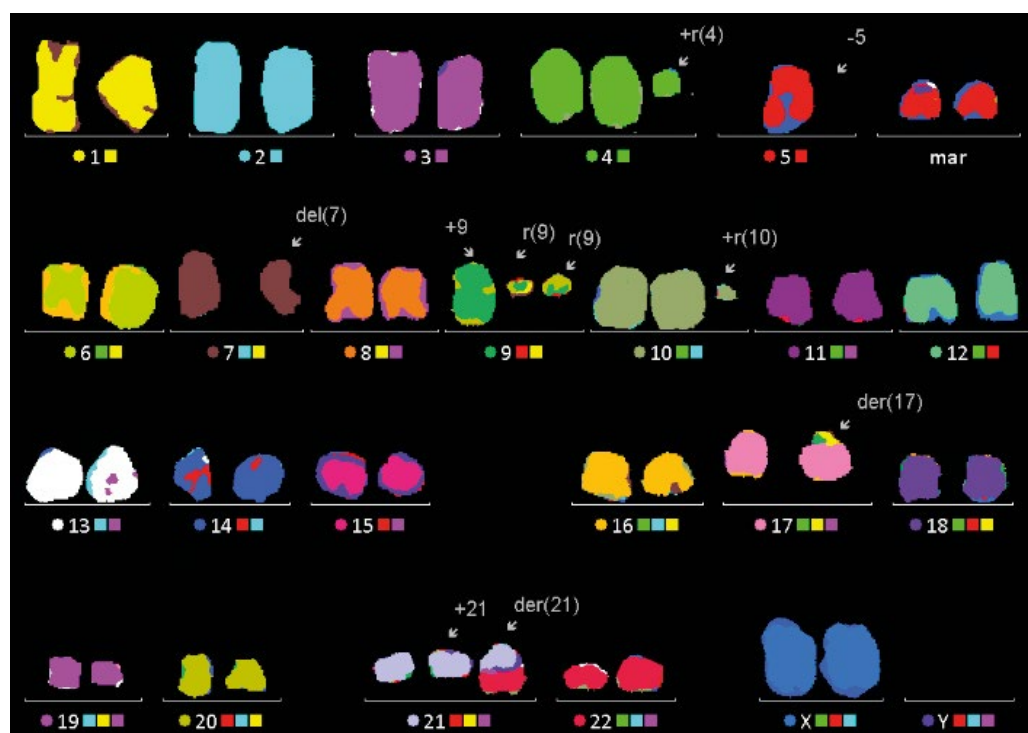 +r(4) -5
1 2 3 4 5 mar
del(7) +9 r(9) r(9) +r(10)
6 7 8 9 10 11 12
der(17)
13 14 15 16 17 18
+21 der(21)
19 20 21 22 X Y